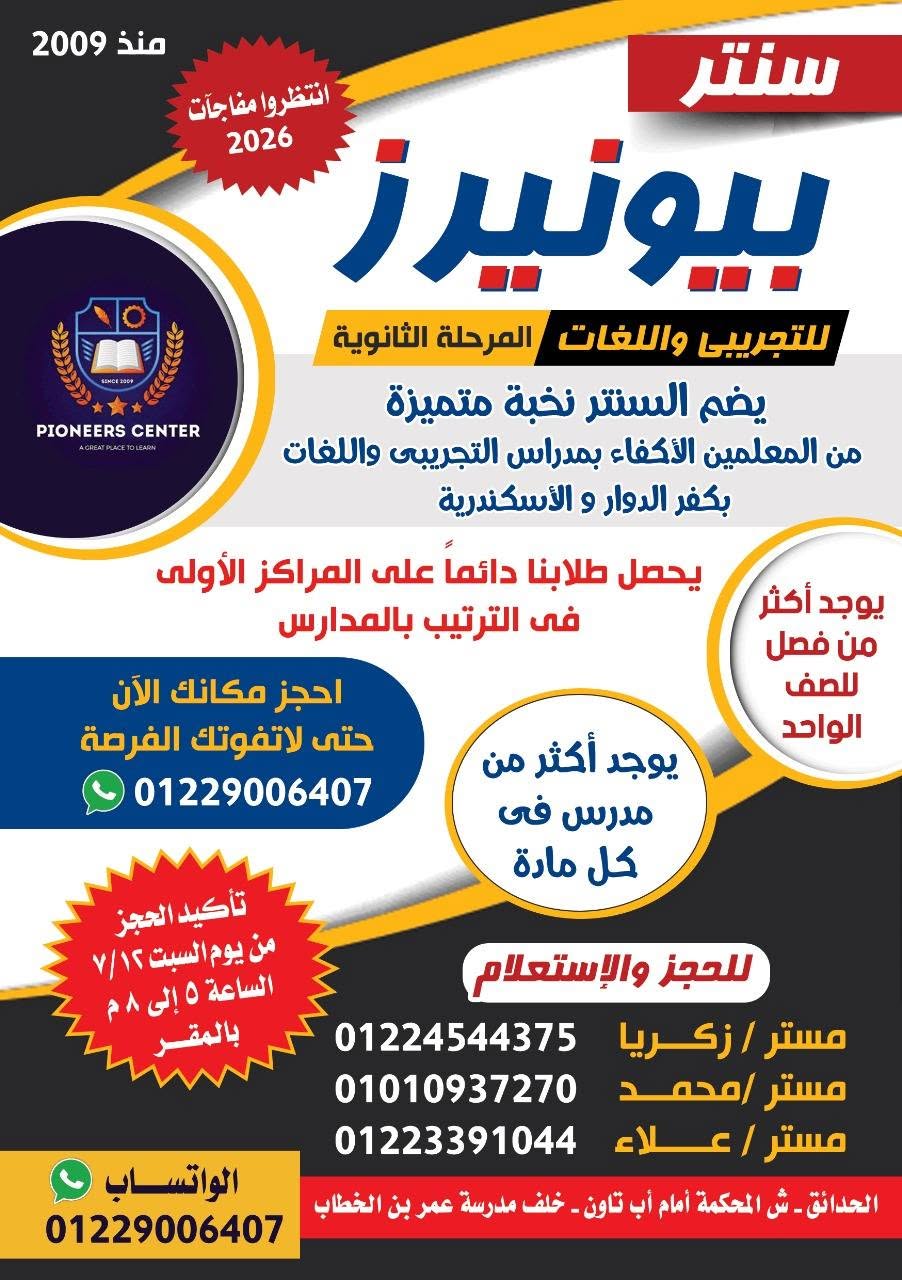 منذ 2009
سنتر
انتظروا مفاجآت
2026
بيونيرز
للتجريبى واللغات
المرحلة الثانوية
SINCE 2009
PIONEERS CENTER
A GREAT PLACE TO LEARN
يضم السنتر نخبة متميزة
من المعلمين الأكفاء بمدراس التجريبى واللغات
بكفر الدوار و الأسكندرية
يحصل طلابنا دائماً على المراكز الأولى
فى الترتيب بالمدارس
يوجد أكثر
من فصل
للصف
الواحد
احجز مكانك الآن
حتى لاتفوتك الفرصة
01229006407
يوجد أكثر من
مدرس فى
كل مادة
تأكيد الحجز
من يوم السبت ٧/١٢
الساعة ٥ إلى ٨ م
بالمقر
للحجز والإستعلام
مستر / زكريا 01224544375
مستر /محمد 01010937270
مستر / علاء 01223391044
الواتساب
01229006407
الحدائق - ش المحكمة أمام أب تاون - خلف مدرسة عمر بن الخطاب